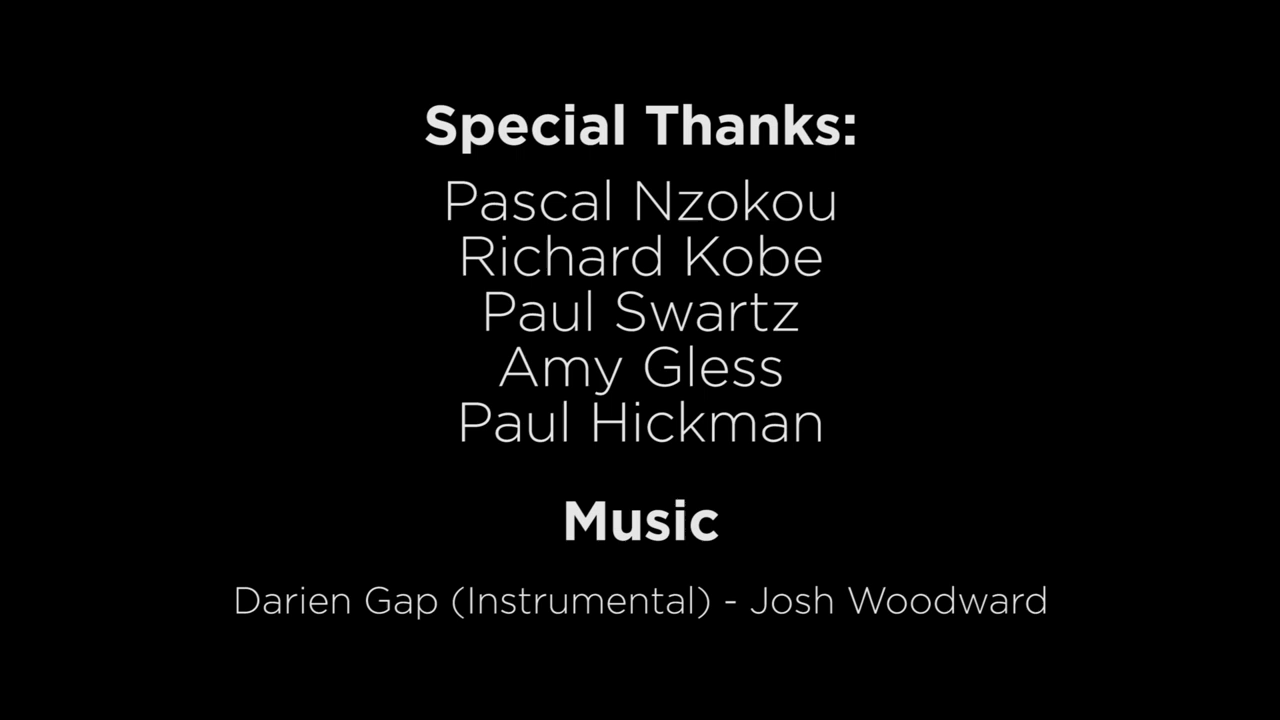 Special Thanks:
Pascal Nzokou
Richard Kobe
Paul Swartz
Amy Gless
Paul Hickman
Music
Darien Gap (Instrumental) - Josh Woodward